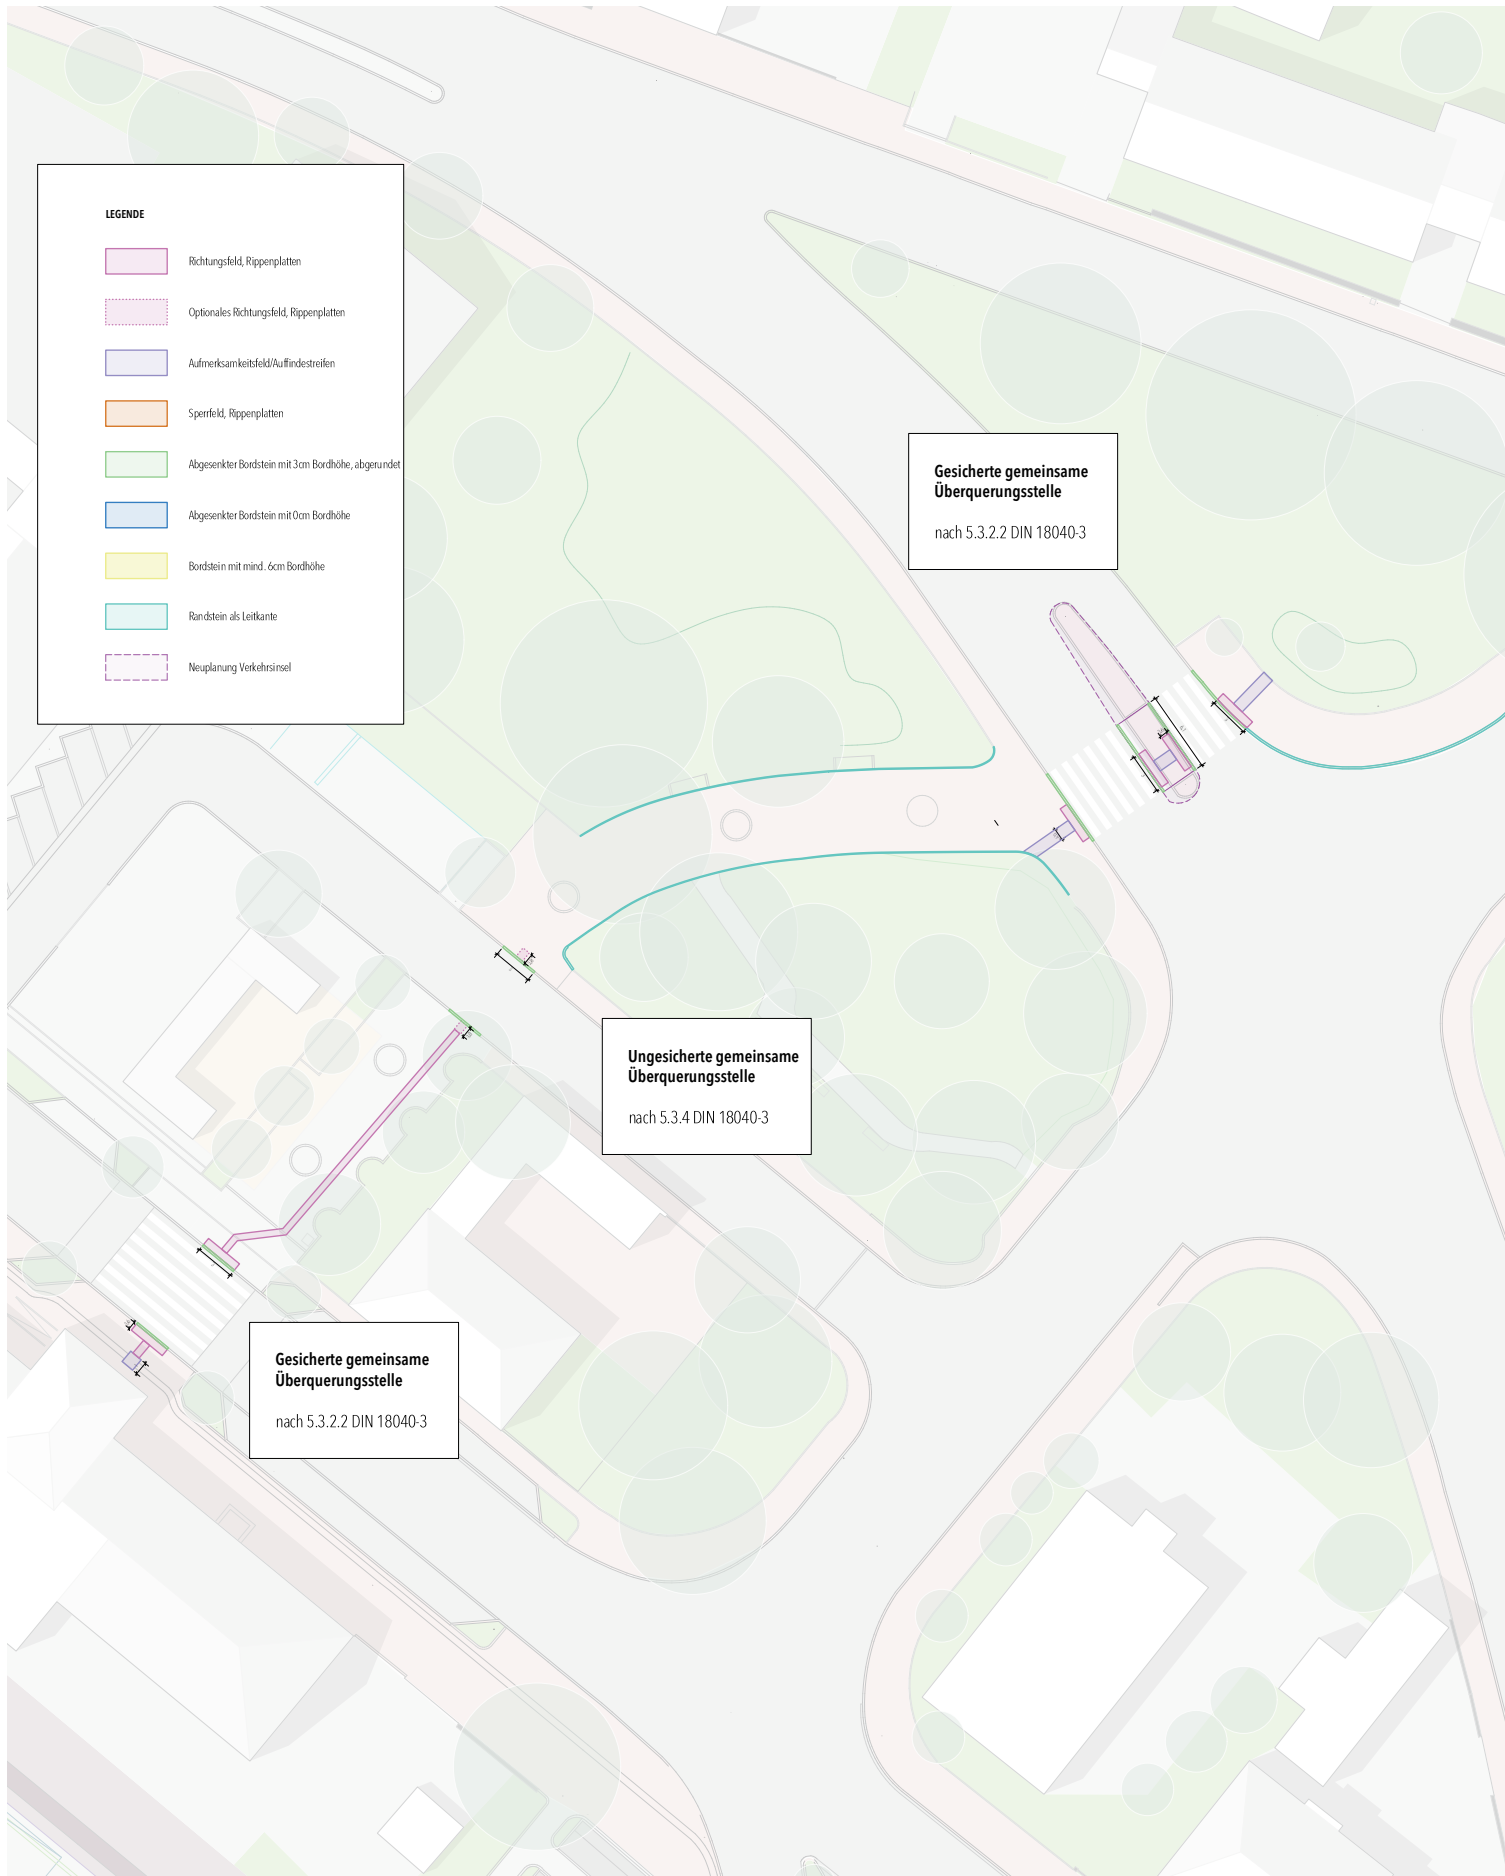 LEGENDE
Richtungsfeld, Rippenplatten
Optionales Richtungsfeld, Rippenplatten
Aufmerksamkeitsfeld/Auffindestreifen
Sperrfeld, Rippenplatten
Abgesenkter Bordstein mit 3cm Bordhöhe, abgerundet
Abgesenkter Bordstein mit 0cm Bordhöhe
Bordstein mit mind. 6cm Bordhöhe
Randstein als Leitkante
Neuplanung Verkehrsinsel
Gesicherte gemeinsame
Überquerungsstelle
nach 5.3.2.2 DIN 18040-3
Ungesicherte gemeinsame
Überquerungsstelle
nach 5.3.4 DIN 18040-3
Gesicherte gemeinsame
Überquerungsstelle
nach 5.3.2.2 DIN 18040-3